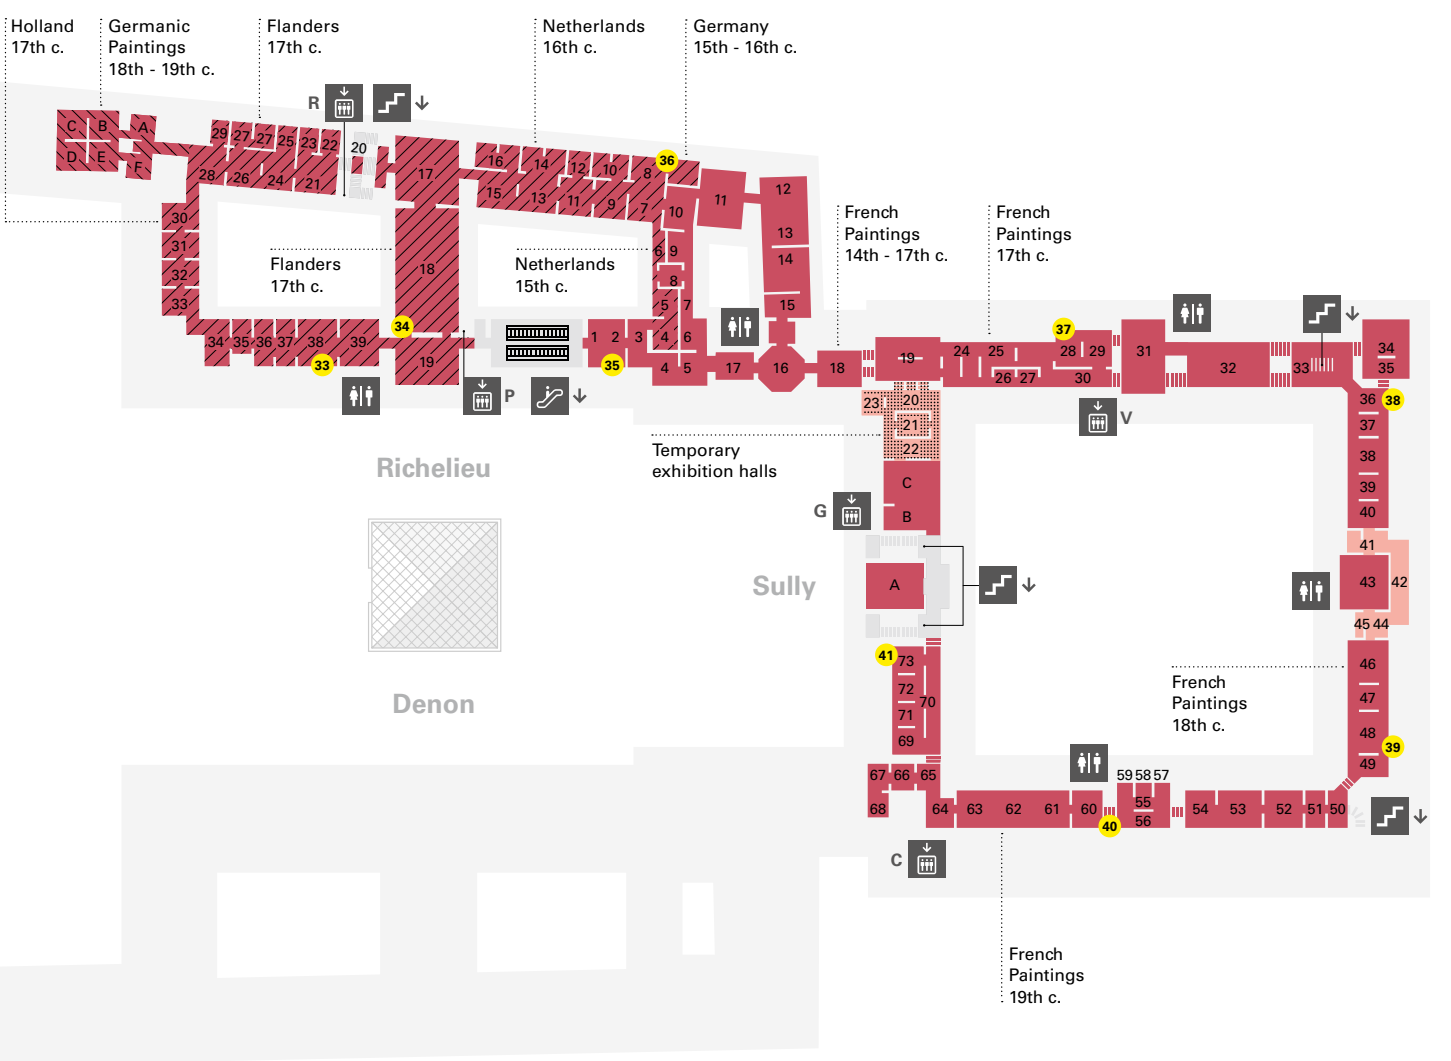 Holland
17th c.
Germanic
Paintings
18th - 19th c.
Flanders
17th c.
Netherlands
16th c.
Germany
15th - 16th c.
R
C B A
D E F
29 27 27 25 23 22 20
28 26 24 21
17
16 14 12 10 8 36
15 13 11 9 7
10 11 12
13
14
15
30
31
32
33
18
6 9
8
5 7
Flanders
17th c.
Netherlands
15th c.
French
Paintings
14th - 17th c.
French
Paintings
17th c.
34 35 36 37 38 39
33
34
19
1 2 3 4 6
35
4 5 17 16 18 19
24 25 28 29
37
26 27 30
31 32 33 34
35
P
V
23 20
21
22
Temporary
exhibition halls
36 38
37
38
39
40
41
43 42
45 44
46
47
48
39
49
Richelieu
C
B
G
Sully
A
41
73
72
71
70
69
Denon
French
Paintings
18th c.
67 66 65
68 64 63 62 61 60
40
59 58 57
55
56
54 53 52 51 50
C
French
Paintings
19th c.